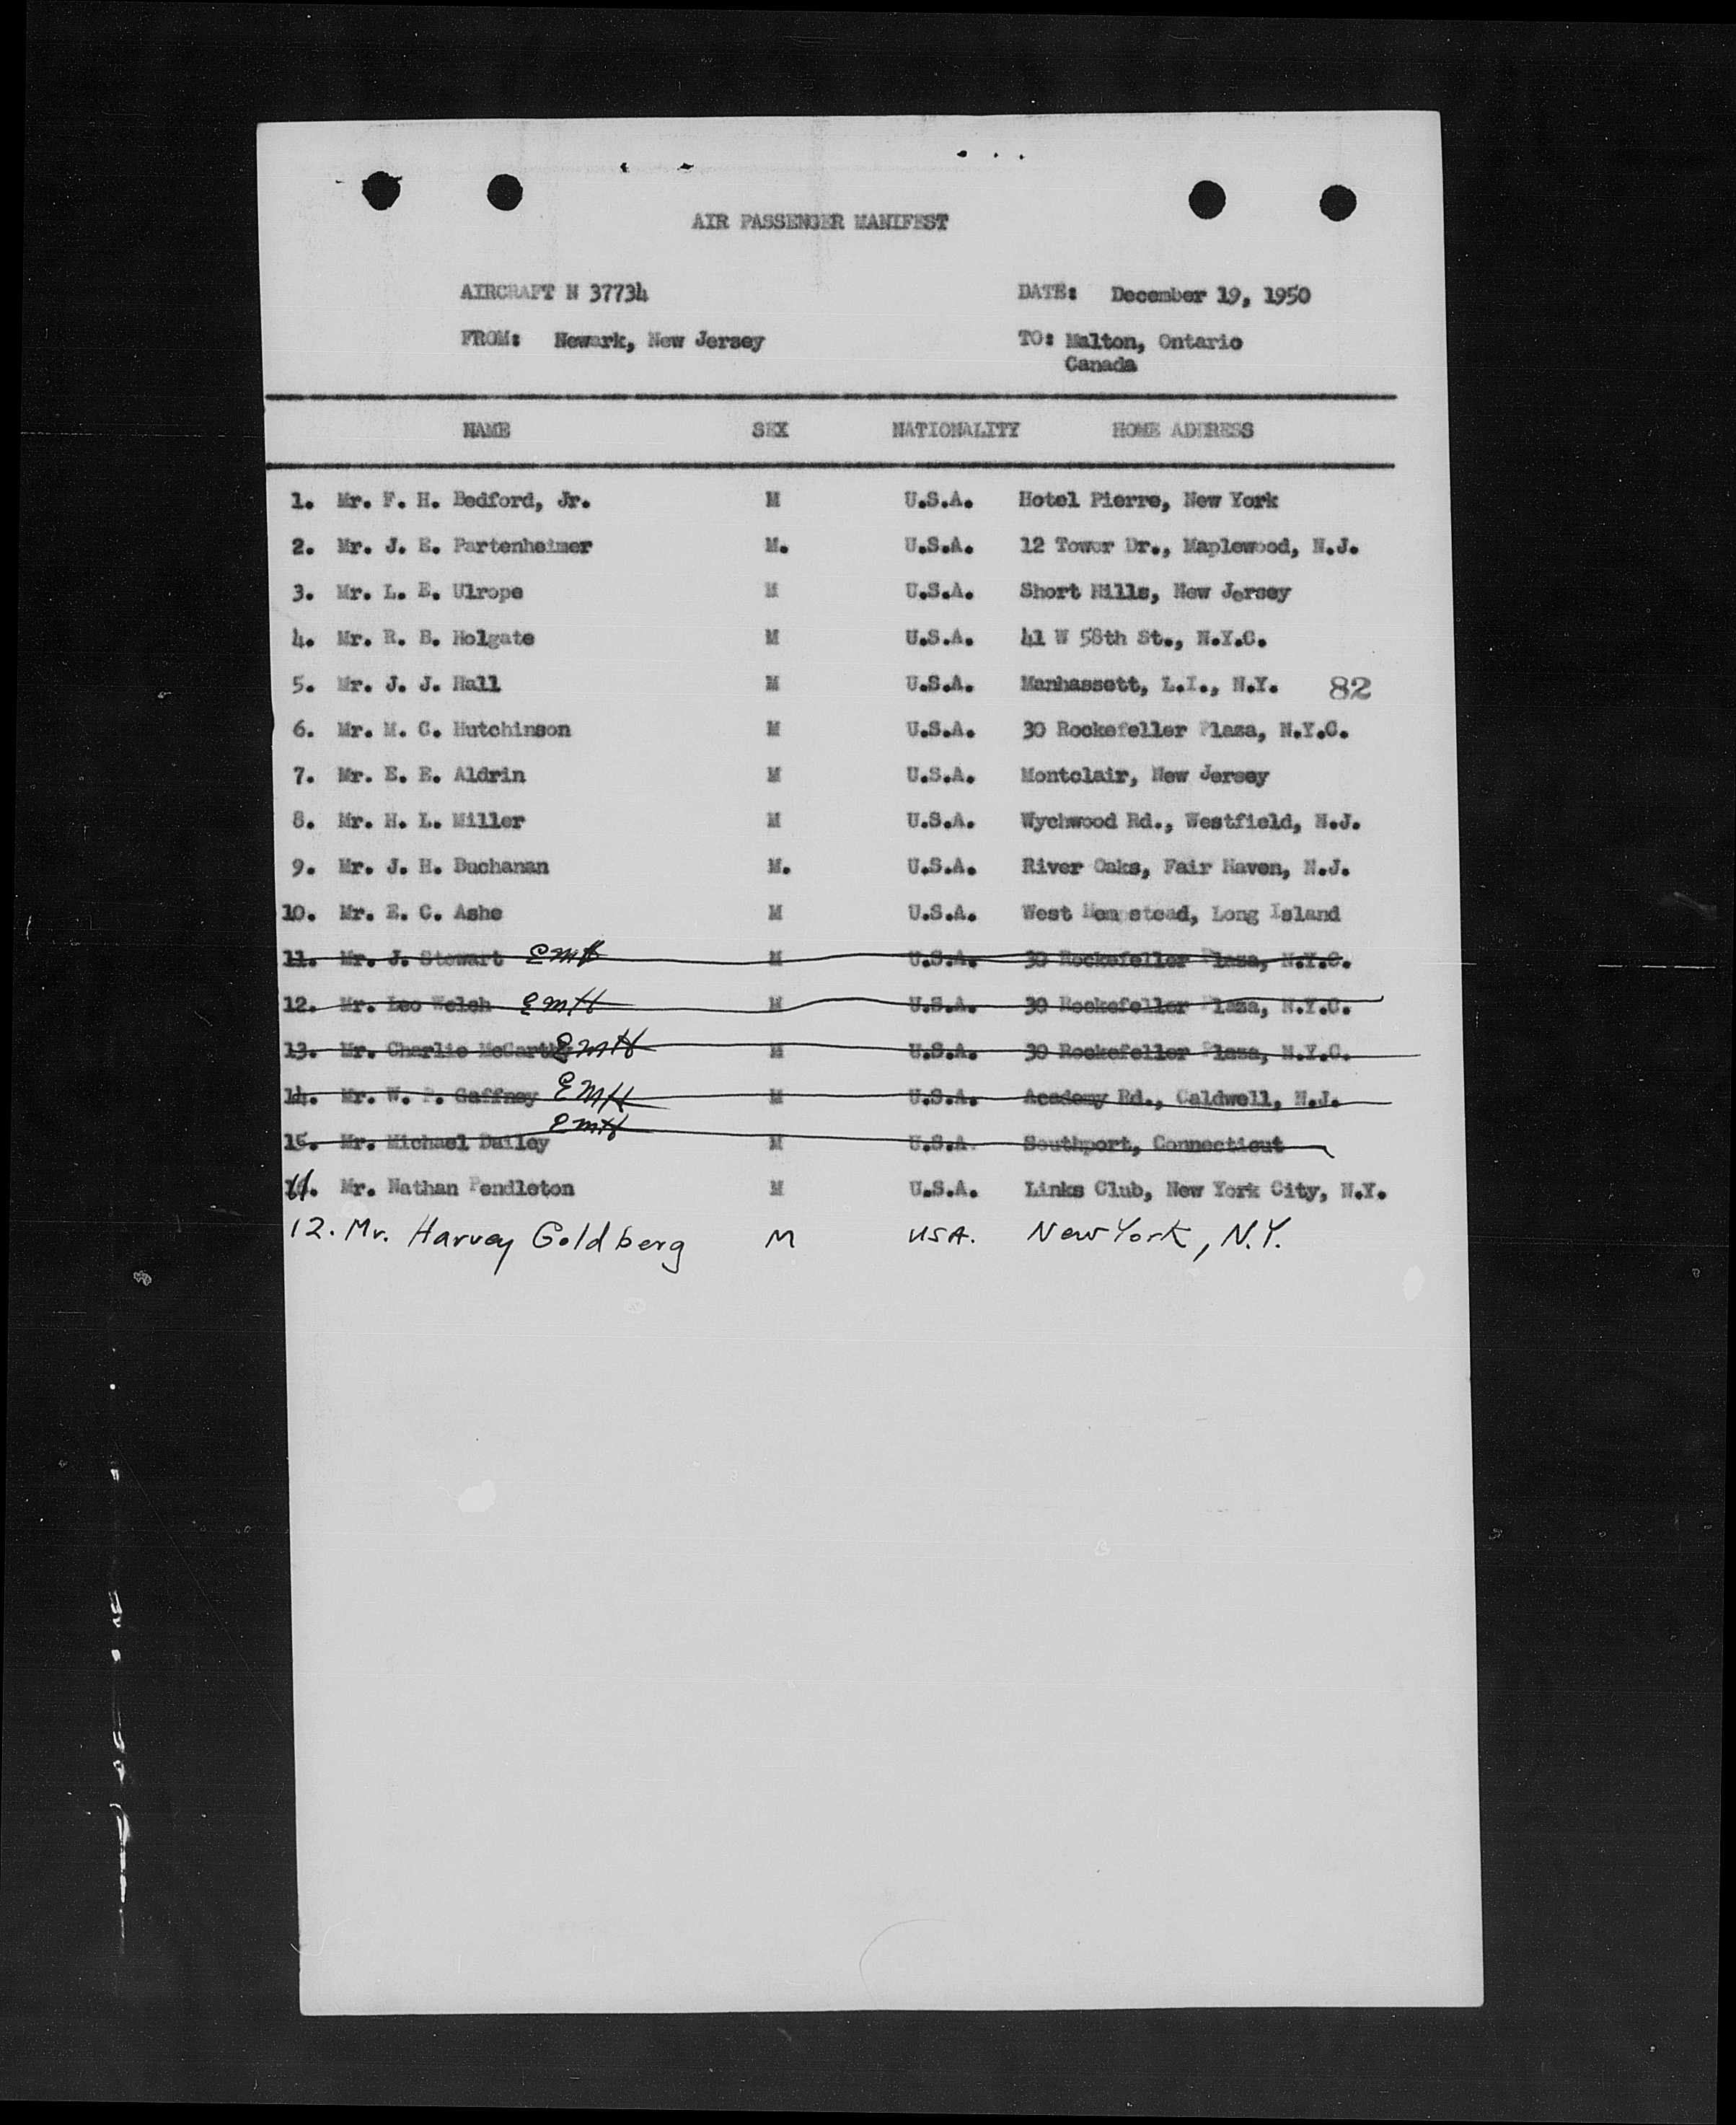 AIR PASSENGER MANIFEST
AIRCRAFT N 37734 DATE: December 19, 1950
FROM: Newark, New Jersey TO: Malton, Ontario
Canada
NAME SEX NATIONALITY HOME ADDRESS
1. Mr. F. H. Bedford, Jr. M U.S.A. Hotel Pierre, New York
2. Mr. J. E. Partenheimer M. U.S.A. 12 Tower Dr., Maplewood, N.J.
3. Mr. L. E. Ulrope M U.S.A. Short Hills, New Jersey
4. Mr. R. B. Holgate M U.S.A. 41 W 58th St., N.Y.C.
5. Mr. J. J. Hall M U.S.A. Manhassett, L.I., N.Y. 82
6. Mr. M. C. Hutchinson M U.S.A. 30 Rockefeller Plaza, N.Y.C.
7. Mr. E. E. Aldrin M U.S.A. Montclair, New Jersey
8. Mr. H. L. Miller M U.S.A. Wychwood Rd., Westfield, N.J.
9. Mr. J. H. Buchanan M. U.S.A. River Oaks, Fair Haven, N.J.
10. Mr. E. C. Ashe M U.S.A. West Hempstead, Long Island
11. Mr. J. Stewart EMH M U.S.A. 30 Rockefeller Plaza, N.Y.C.
12. Mr. Leo Welch EMH M U.S.A. 30 Rockefeller Plaza, N.Y.C.
13. Mr. Charlie McCarthy EMH M U.S.A. 30 Rockefeller Plaza, N.Y.C.
14. Mr. W. P. Gaffney EMH M U.S.A. Academy Rd., Caldwell, N.J.
15. Mr. Michael Dailey EMH M U.S.A. Southport, Connecticut
11. Mr. Nathan Pendleton M U.S.A. Links Club, New York City, N.Y.
12. Mr. Harvey Goldberg M USA. New York, N.Y.